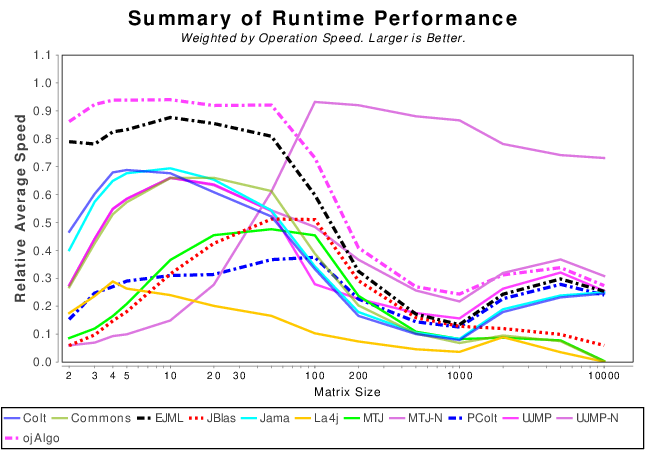 Summary of Runtime Performance
Weighted by Operation Speed. Larger is Better.
1.1
1.0
0.9
0.8
0.7
0.6
0.5
0.4
0.3
0.2
0.1
0.0
Relative Average Speed
2 3 4 5 10 20 30 100 200 1000 2000 10000
Matrix Size
Colt Commons EJML JBlas Jama La4j MTJ MTJ-N PColt UJMP UJMP-N
ojAlgo